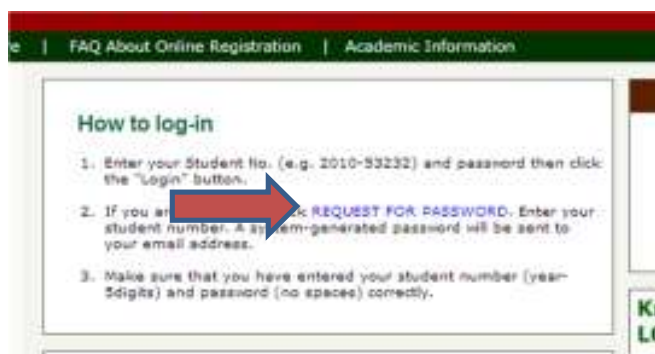 e | FAQ About Online Registration | Academic Information
How to log-in
1. Enter your Student No. (e.g. 2010-53232) and password then click
the "Login" button.
2. If you REQUEST FOR PASSWORD. Enter your
student number. A system-generated password will be sent to
your email address.
3. Make sure that you have entered your student number (year-
5digits) and password (no spaces) correctly.